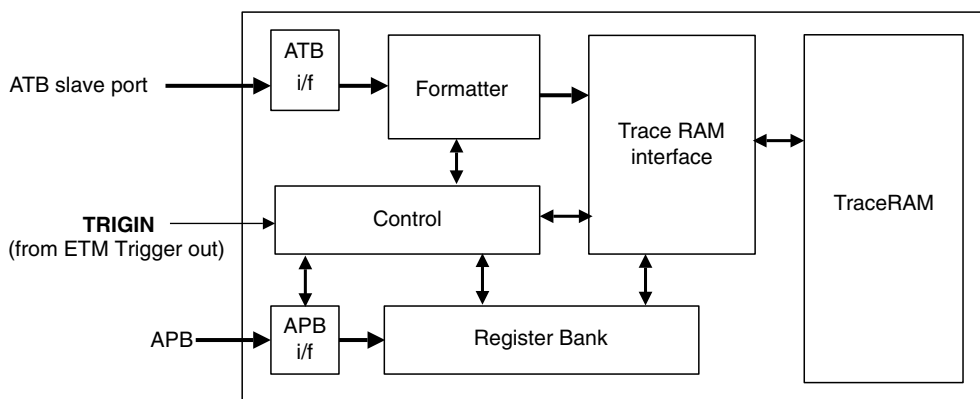 ATB
i/f
ATB slave port
Formatter
Trace RAM
interface
TraceRAM
TRIGIN
(from ETM Trigger out)
Control
APB
APB
i/f
Register Bank